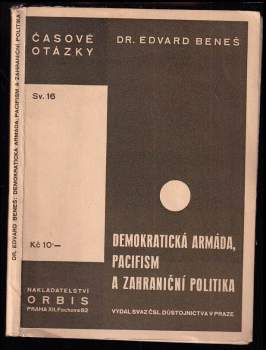 DR. EDVARD BENEŠ: DEMOKRATICKÁ ARMÁDA, PACIFISM A ZAHRANIČNÍ POLITIKA
ČASOVÉ
OTÁZKY
DR. EDVARD BENEŠ
Sv. 16
Kč 10·—
DEMOKRATICKÁ ARMÁDA,
PACIFISM
A ZAHRANIČNÍ POLITIKA
NAKLADATELSTVÍ
ORBIS
PRAHA XII, Fochova 62
VYDAL SVAZ ČSL. DŮSTOJNICTVA V PRAZE